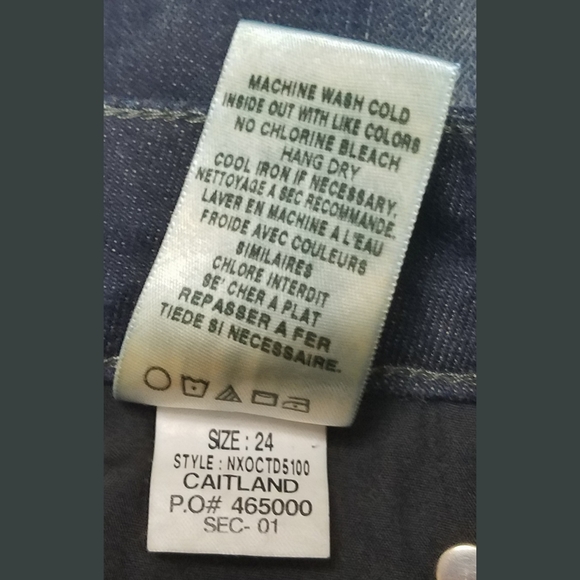 MACHINE WASH COLD
INSIDE OUT WITH LIKE COLORS
NO CHLORINE BLEACH
HANG DRY
COOL IRON IF NECESSARY.
NETTOYAGE A SEC RECOMMANDE.
LAVER EN MACHINE A L'EAU
FROIDE AVEC COULEURS
SIMILAIRES
CHLORE INTERDIT
SE' CHER A PLAT
REPASSER A FER
TIEDE SI NECESSAIRE.
SIZE : 24
STYLE : NXOCTD5100
CAITLAND
P.O# 465000
SEC- 01